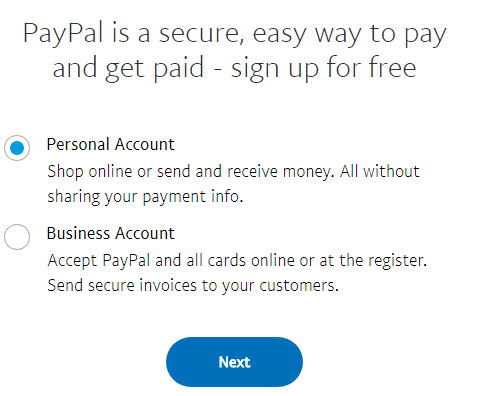 PayPal is a secure, easy way to pay
and get paid - sign up for free
Personal Account
Shop online or send and receive money. All without
sharing your payment info.
Business Account
Accept PayPal and all cards online or at the register.
Send secure invoices to your customers.
Next